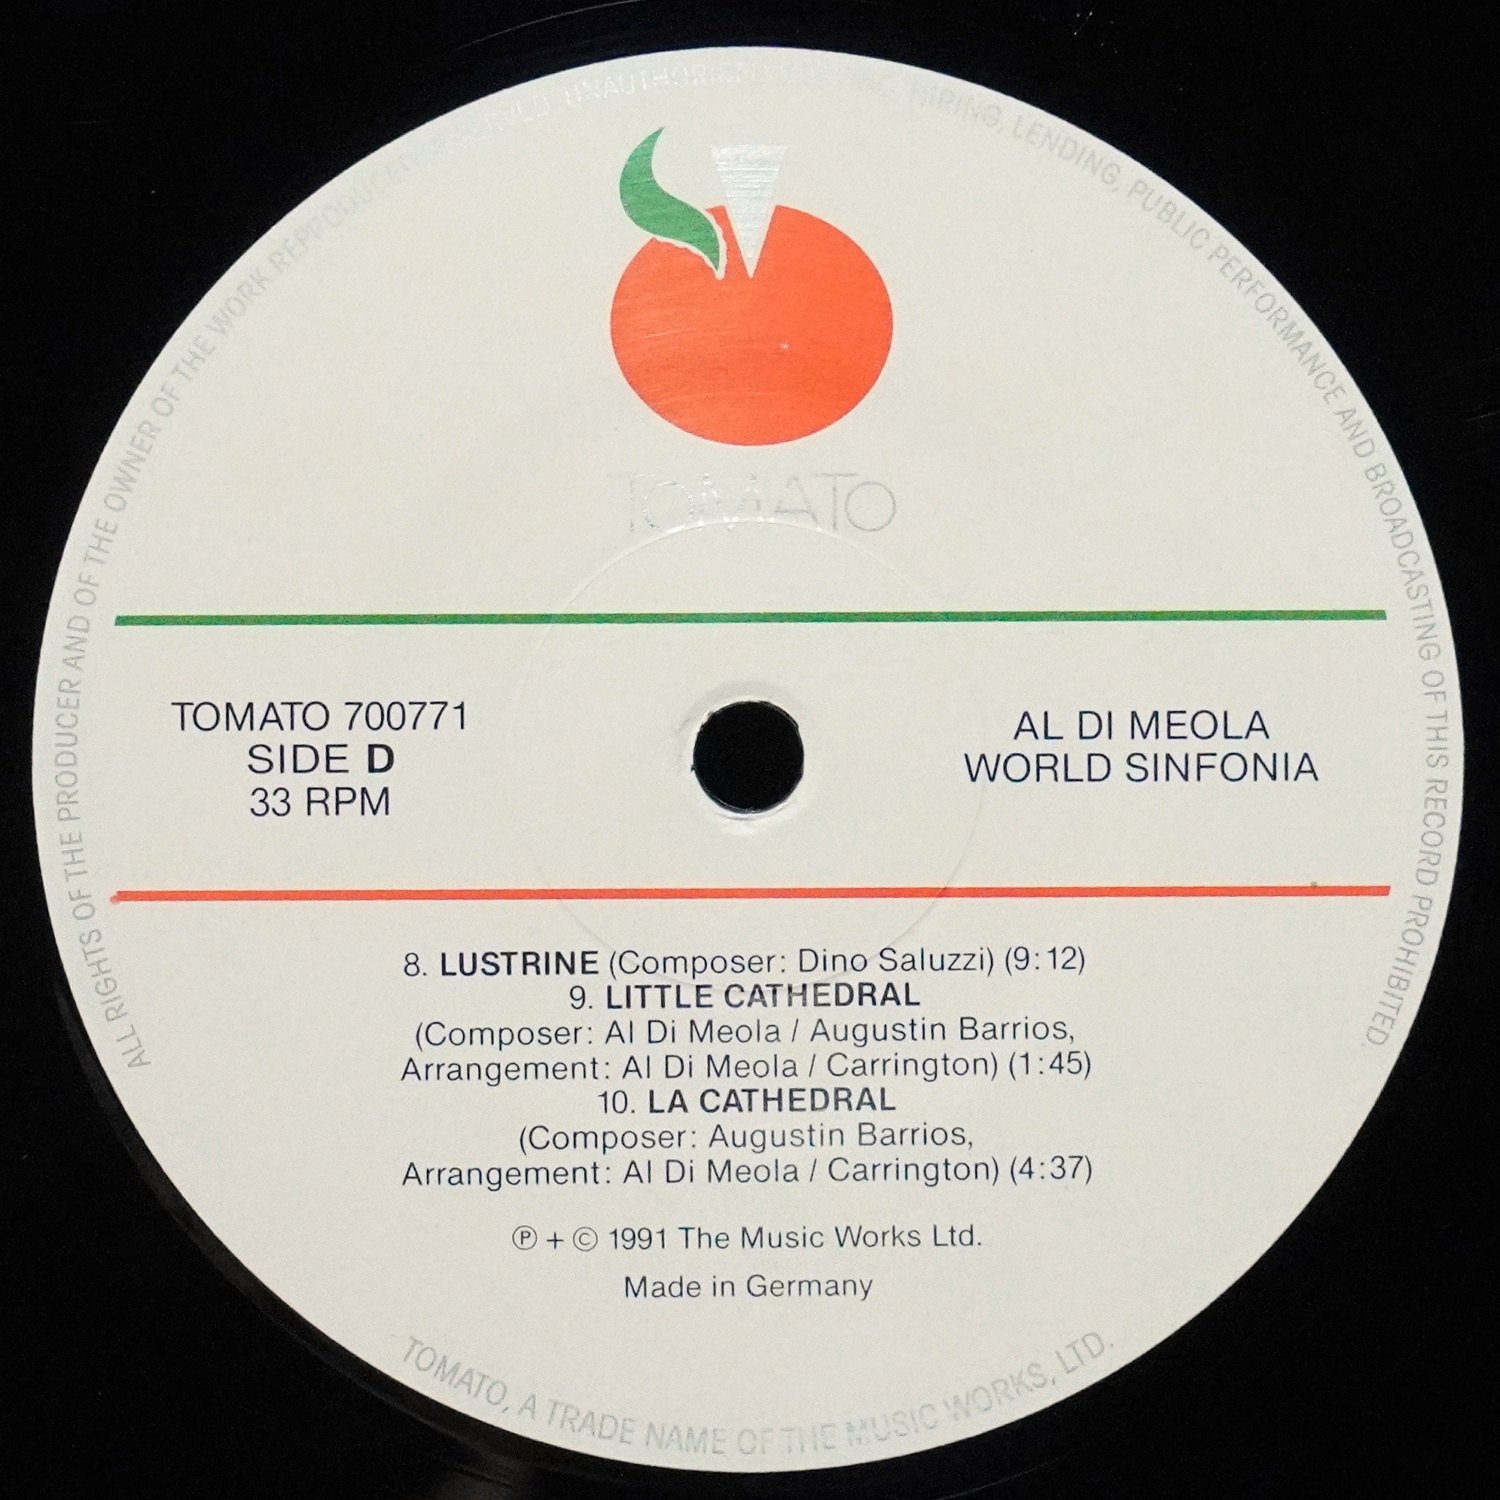 ALL RIGHTS OF THE PRODUCER AND OF THE OWNER OF THE WORK REPRODUCED RESERVED. UNAUTHORISED HIRING, LENDING, PUBLIC PERFORMANCE AND BROADCASTING OF THIS RECORD PROHIBITED.
TOMATO
TOMATO 700771
SIDE D
33 RPM
AL DI MEOLA
WORLD SINFONIA
8. LUSTRINE (Composer: Dino Saluzzi) (9:12)
9. LITTLE CATHEDRAL
(Composer: Al Di Meola / Augustin Barrios,
Arrangement: Al Di Meola / Carrington) (1:45)
10. LA CATHEDRAL
(Composer: Augustin Barrios,
Arrangement: Al Di Meola / Carrington) (4:37)
℗ + © 1991 The Music Works Ltd.
Made in Germany
TOMATO, A TRADE NAME OF THE MUSIC WORKS, LTD.